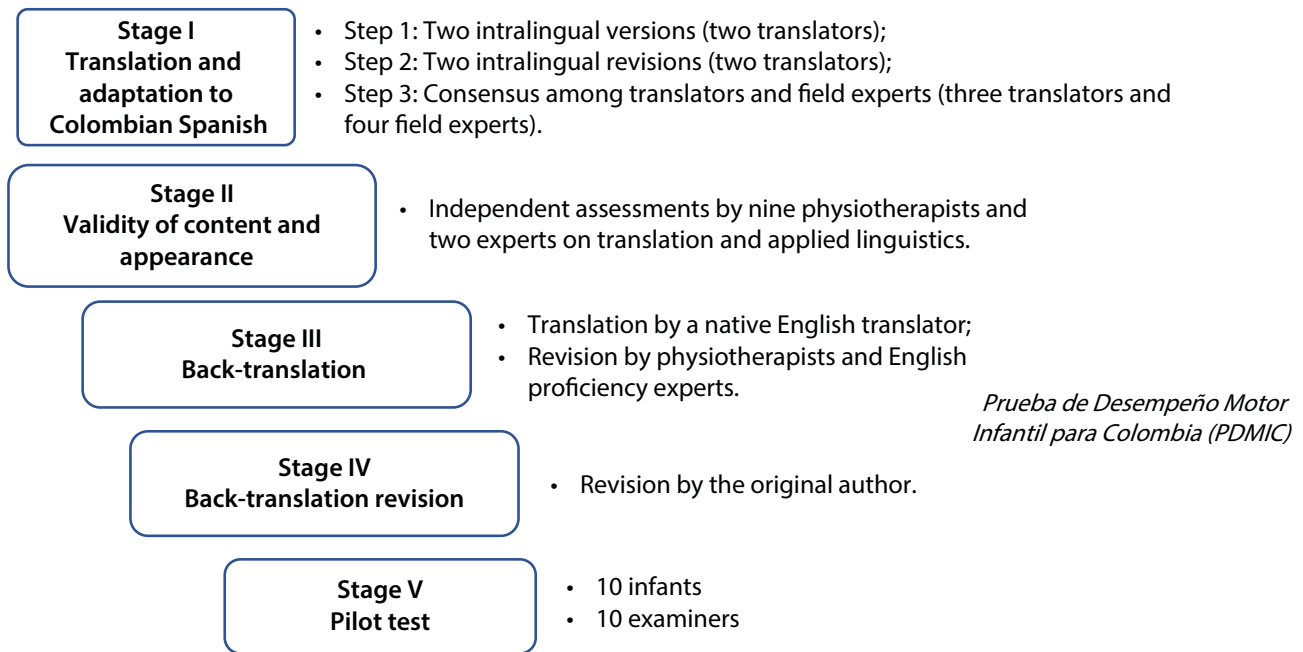 Stage I
Translation and
adaptation to
Colombian Spanish
• Step 1: Two intralingual versions (two translators);
• Step 2: Two intralingual revisions (two translators);
• Step 3: Consensus among translators and field experts (three translators and
four field experts).
Stage II
Validity of content and
appearance
• Independent assessments by nine physiotherapists and
two experts on translation and applied linguistics.
Stage III
Back-translation
• Translation by a native English translator;
• Revision by physiotherapists and English
proficiency experts.
Prueba de Desempeño Motor
Infantil para Colombia (PDMIC)
Stage IV
Back-translation revision
• Revision by the original author.
Stage V
Pilot test
• 10 infants
• 10 examiners